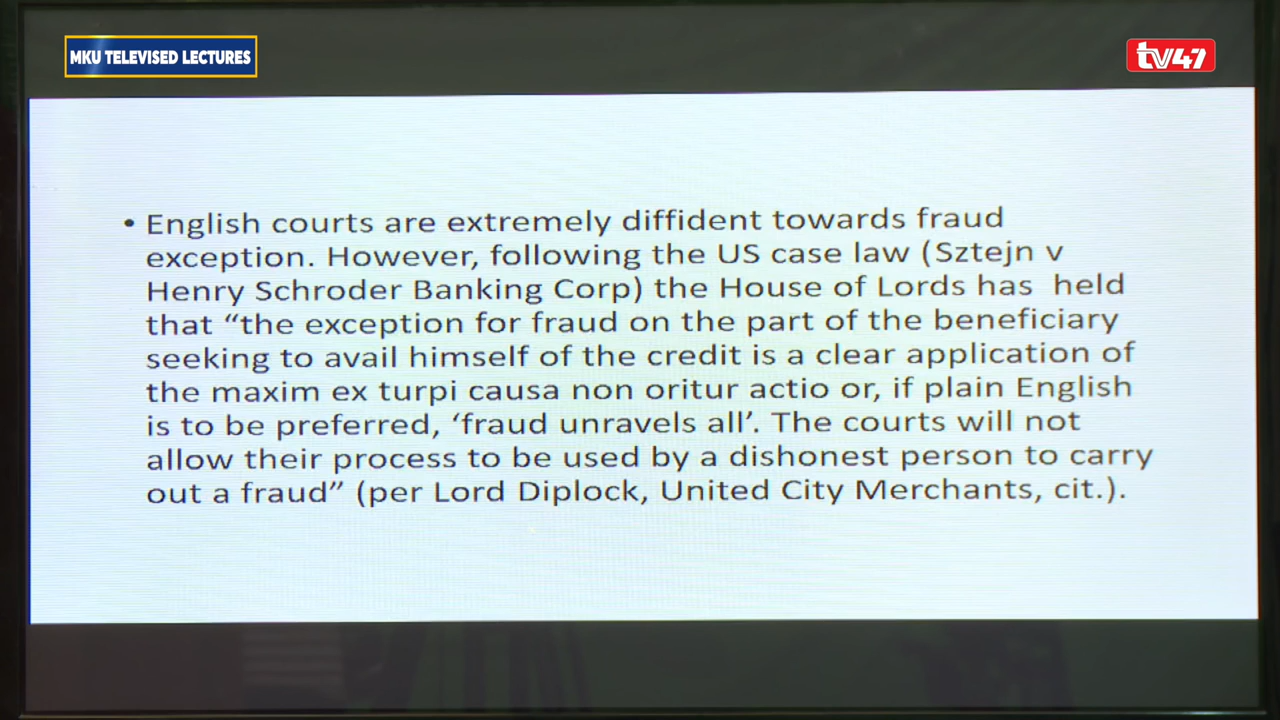 MKU TELEVISED LECTURES
tv47
• English courts are extremely diffident towards fraud
exception. However, following the US case law (Sztejn v
Henry Schroder Banking Corp) the House of Lords has held
that “the exception for fraud on the part of the beneficiary
seeking to avail himself of the credit is a clear application of
the maxim ex turpi causa non oritur actio or, if plain English
is to be preferred, ‘fraud unravels all’. The courts will not
allow their process to be used by a dishonest person to carry
out a fraud” (per Lord Diplock, United City Merchants, cit.).